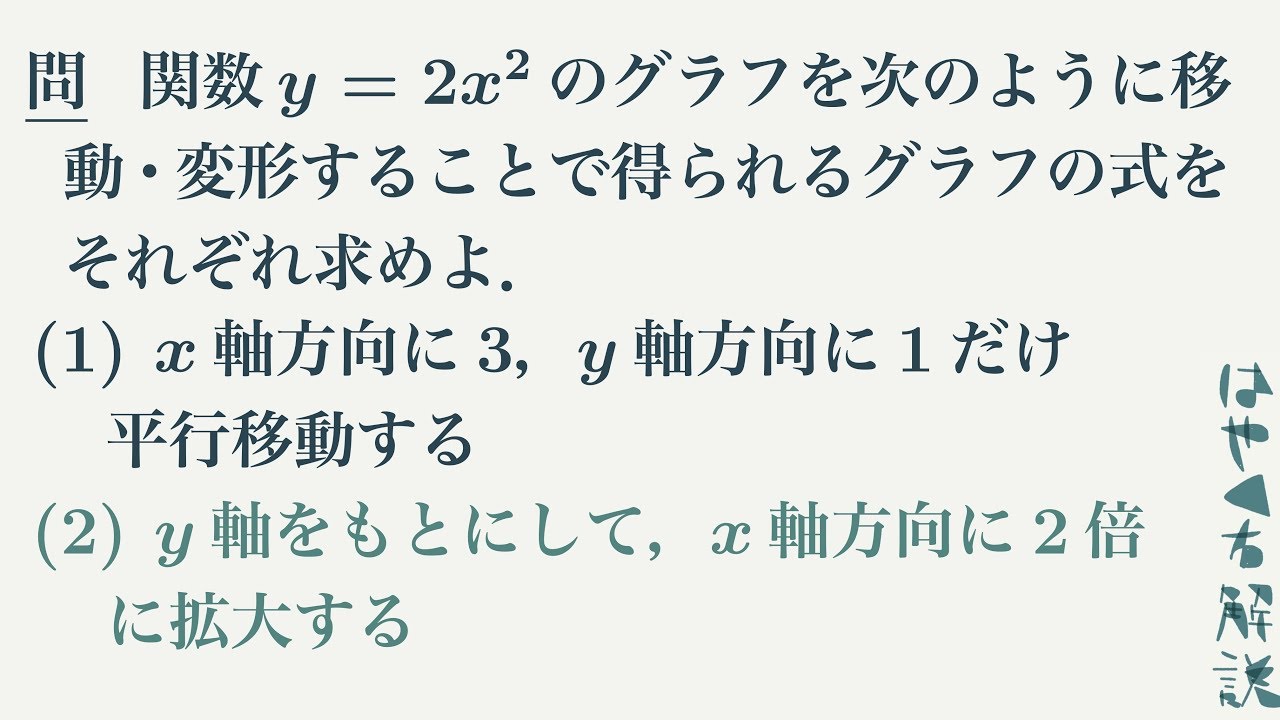 問 関数 y = 2x² のグラフを次のように移
動・変形することで得られるグラフの式を
それぞれ求めよ．
(1) x 軸方向に 3， y 軸方向に 1 だけ
平行移動する
(2) y 軸をもとにして， x 軸方向に 2 倍
に拡大する
はや▲ち解説